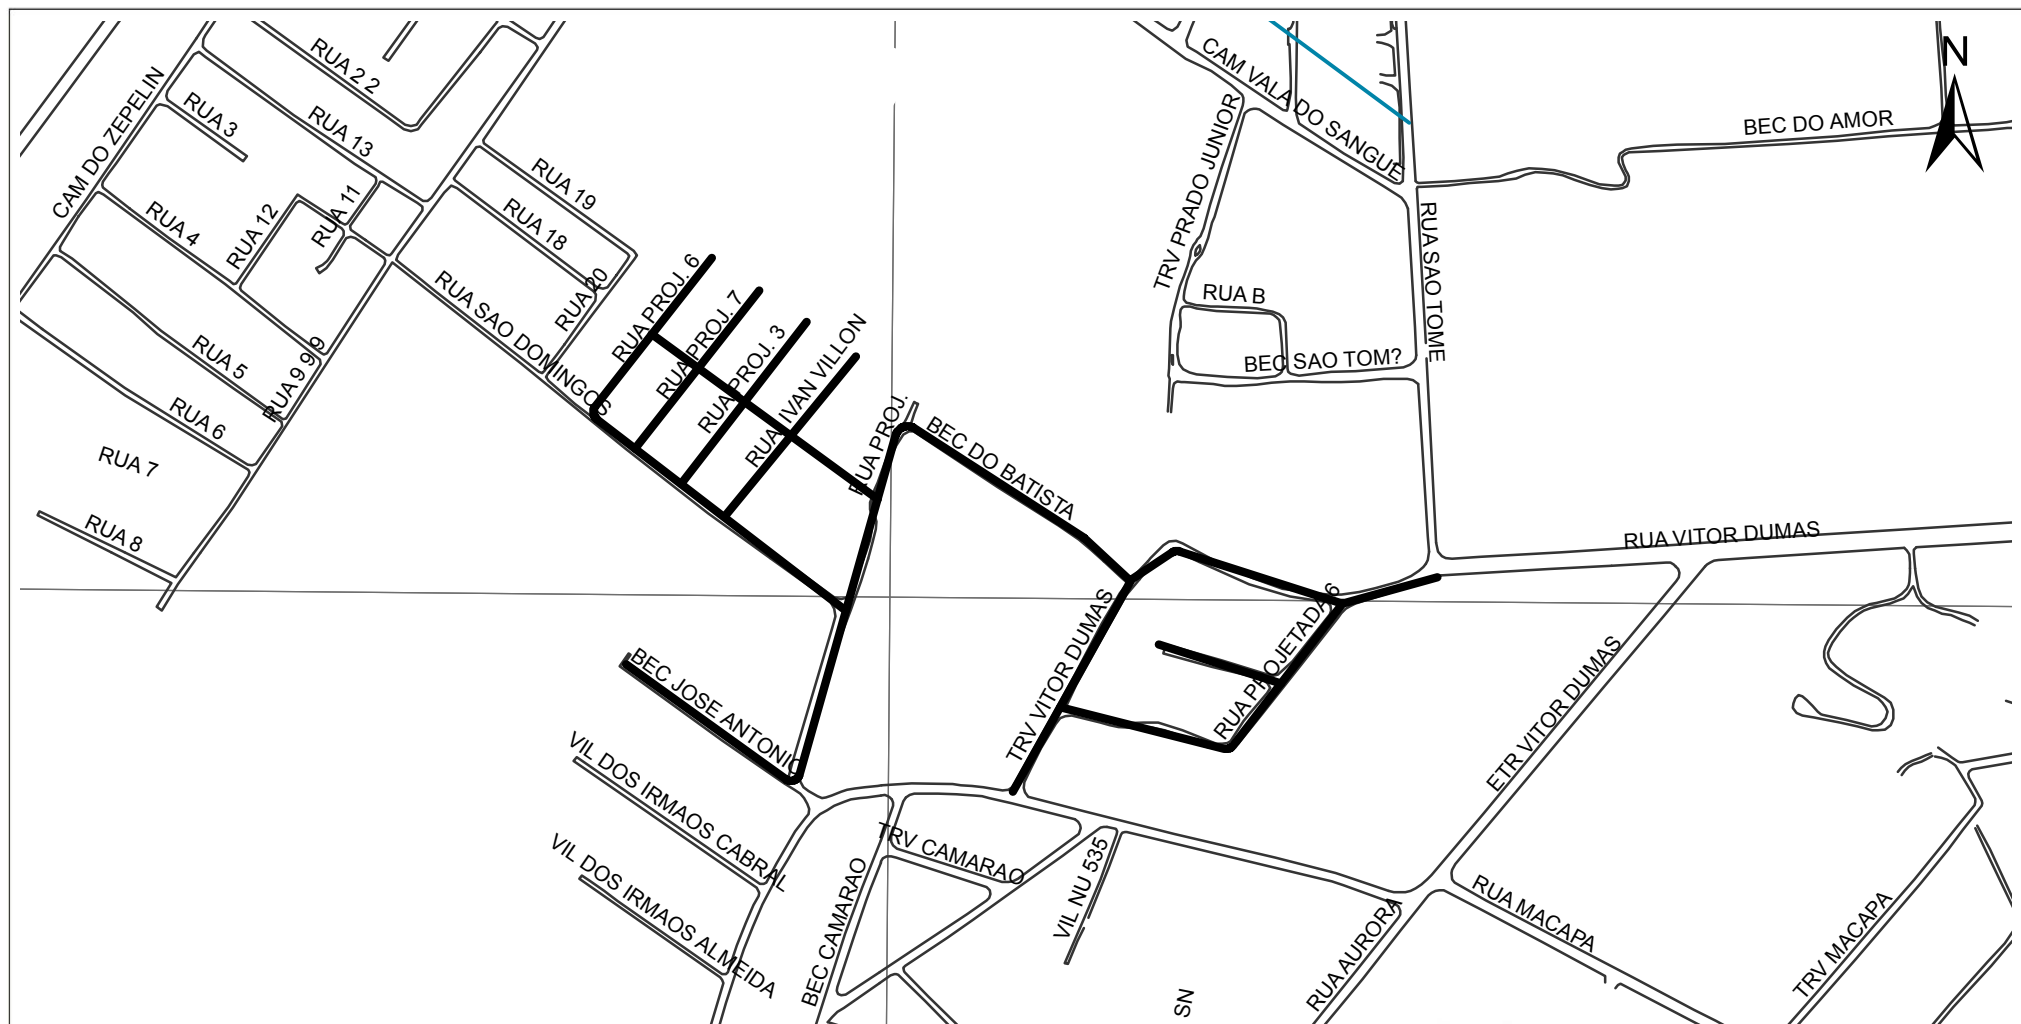 N
RUA 2 2
CAM VALA DO SANGUE
RUA 3
RUA 13
CAM DO ZEPELIN
BEC DO AMOR
TRV PRADO JUNIOR
RUA 19
RUA 11
RUA 12
RUA 4
RUA 18
RUA SAO TOME
RUA 20
RUA SAO DOMINGOS
RUA PROJ. 6
RUA PROJ. 7
RUA PROJ. 3
RUA IVAN VILLON
RUA B
BEC SAO TOM?
RUA 5
RUA 9 9 9
RUA 6
RUA 7
RUA 8
RUA PROJ.
BEC DO BATISTA
RUA VITOR DUMAS
TRV VITOR DUMAS
RUA PROJETADA 6
ETR VITOR DUMAS
BEC JOSE ANTONIO
VIL DOS IRMAOS CABRAL
VIL DOS IRMAOS ALMEIDA
TRV CAMARAO
BEC CAMARAO
VIL NU 535
RUA AURORA
RUA MACAPA
TRV MACAPA
SN